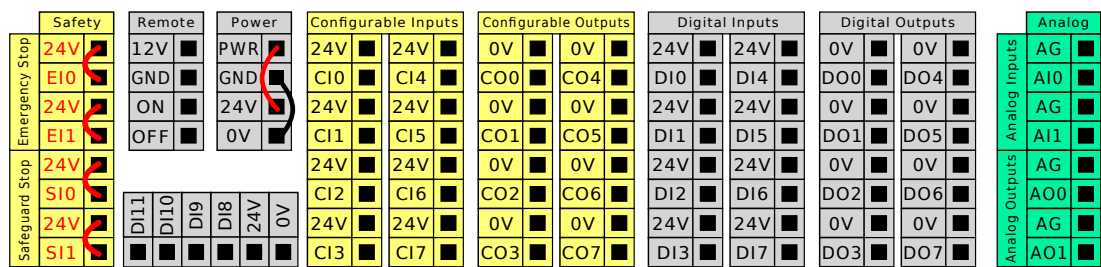 Safety Remote Power Configurable Inputs Configurable Outputs Digital Inputs Digital Outputs Analog
Emergency Stop
24V 12V PWR 24V 24V 0V 0V 24V 24V 0V 0V AG
EI0 GND GND CI0 CI4 CO0 CO4 DI0 DI4 DO0 DO4 AI0
24V ON 24V 24V 24V 0V 0V 24V 24V 0V 0V AG
EI1 OFF 0V CI1 CI5 CO1 CO5 DI1 DI5 DO1 DO5 AI1
Analog Inputs
Safeguard Stop
24V 24V 24V 0V 0V 24V 24V 0V 0V AG
SI0 CI2 CI6 CO2 CO6 DI2 DI6 DO2 DO6 AO0
24V 24V 24V 0V 0V 24V 24V 0V 0V AG
SI1 CI3 CI7 CO3 CO7 DI3 DI7 DO3 DO7 AO1
Analog Outputs
DI11 DI10 DI9 DI8 24V 0V